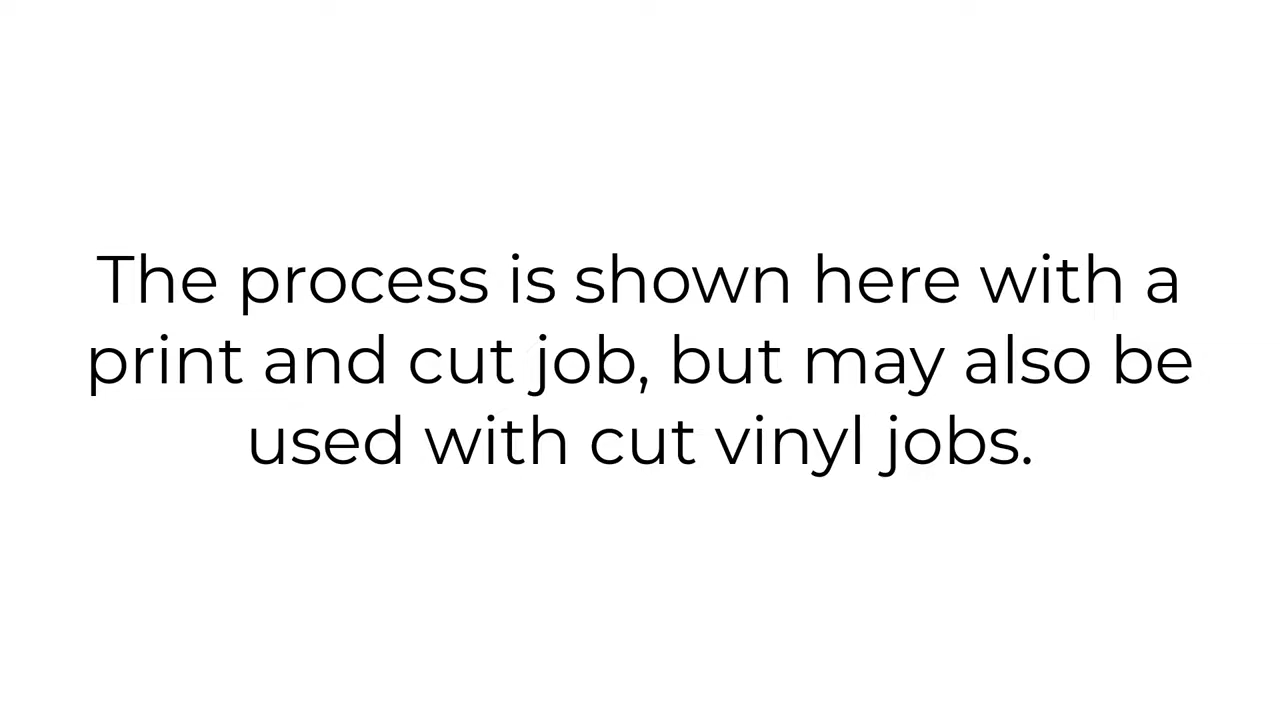 The process is shown here with a
print and cut job, but may also be
used with cut vinyl jobs.